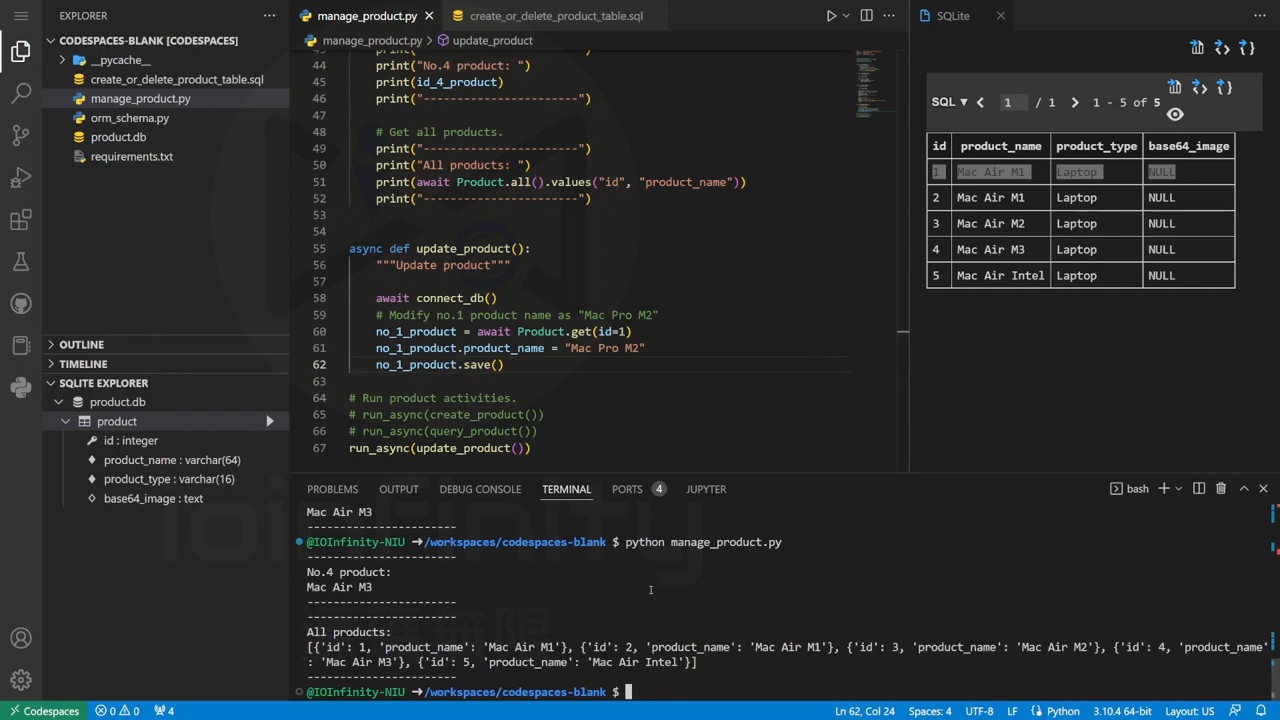 EXPLORER
CODESPACES-BLANK [CODESPACES]
__pycache__
create_or_delete_product_table.sql
manage_product.py
orm_schema.py
product.db
requirements.txt
OUTLINE
TIMELINE
SQLITE EXPLORER
product.db
product
id : integer
product_name : varchar(64)
product_type : varchar(16)
base64_image : text
manage_product.py
create_or_delete_product_table.sql
manage_product.py > update_product
44 print("No.4 product: ")
45 print(id_4_product)
46 print("-----------------------")
47
48 # Get all products.
49 print("-----------------------")
50 print("All products: ")
51 print(await Product.all().values("id", "product_name"))
52 print("-----------------------")
53
54
55 async def update_product():
56 """Update product"""
57
58 await connect_db()
59 # Modify no.1 product name as "Mac Pro M2"
60 no_1_product = await Product.get(id=1)
61 no_1_product.product_name = "Mac Pro M2"
62 no_1_product.save()
63
64 # Run product activities.
65 # run_async(create_product())
66 # run_async(query_product())
67 run_async(update_product())
SQLite
SQL 1 / 1 1 - 5 of 5
id product_name product_type base64_image
1 Mac Air M1 Laptop NULL
2 Mac Air M1 Laptop NULL
3 Mac Air M2 Laptop NULL
4 Mac Air M3 Laptop NULL
5 Mac Air Intel Laptop NULL
PROBLEMS OUTPUT DEBUG CONSOLE TERMINAL PORTS 4 JUPYTER
bash
Mac Air M3
-----------------------
@IOInfinity-NIU ➜/workspaces/codespaces-blank $ python manage_product.py
-----------------------
No.4 product:
Mac Air M3
-----------------------
-----------------------
All products:
[{'id': 1, 'product_name': 'Mac Air M1'}, {'id': 2, 'product_name': 'Mac Air M1'}, {'id': 3, 'product_name': 'Mac Air M2'}, {'id': 4, 'product_name'
: 'Mac Air M3'}, {'id': 5, 'product_name': 'Mac Air Intel'}]
-----------------------
@IOInfinity-NIU ➜/workspaces/codespaces-blank $
Codespaces 0 0 4 Ln 62, Col 24 Spaces: 4 UTF-8 LF Python 3.10.4 64-bit Layout: US